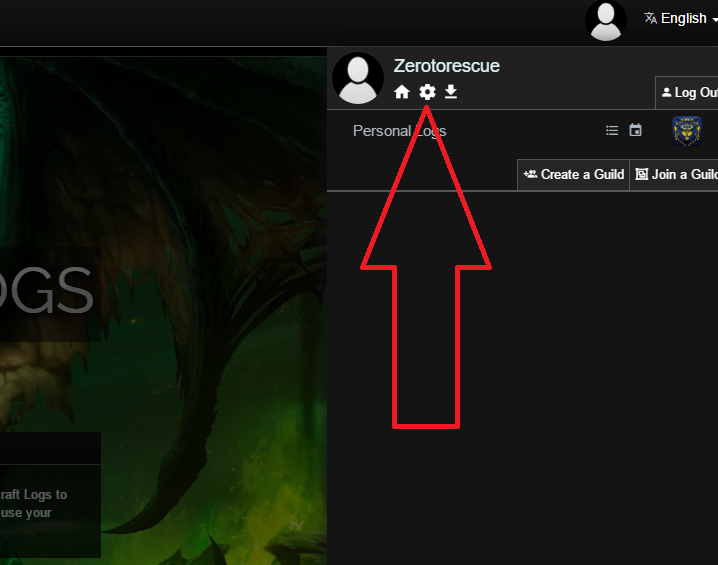 English
Zerotorescue
Log Out
Personal Logs
Create a Guild
Join a Guild
OGS
raft Logs to
use your